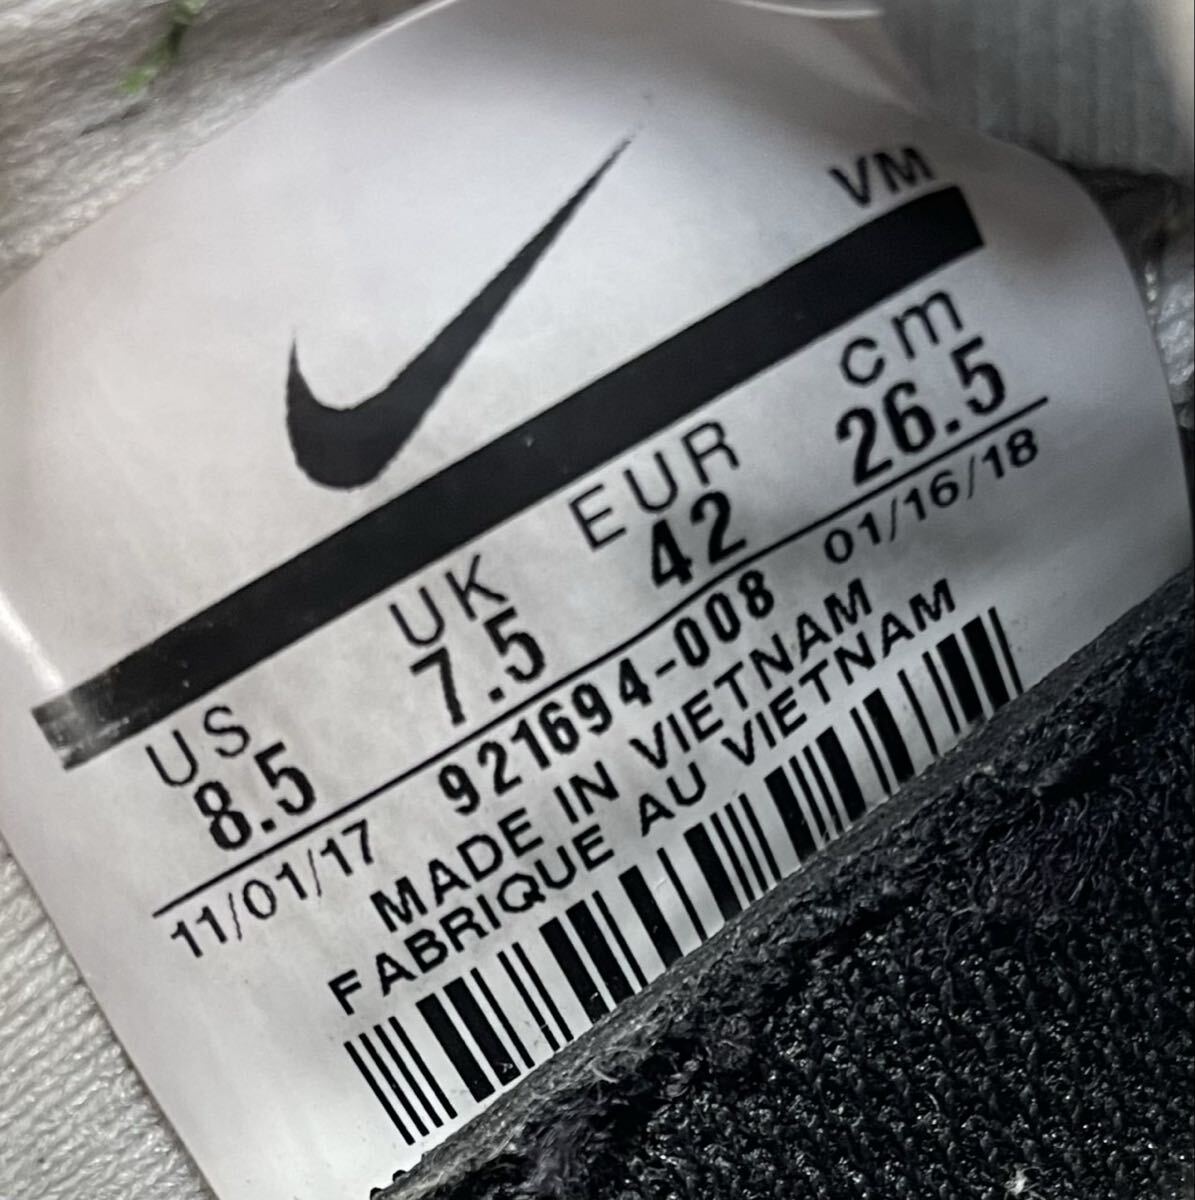 VM
US UK EUR cm
8.5 7.5 42 26.5
11/01/17 921694-008 01/16/18
MADE IN VIETNAM
FABRIQUE AU VIETNAM